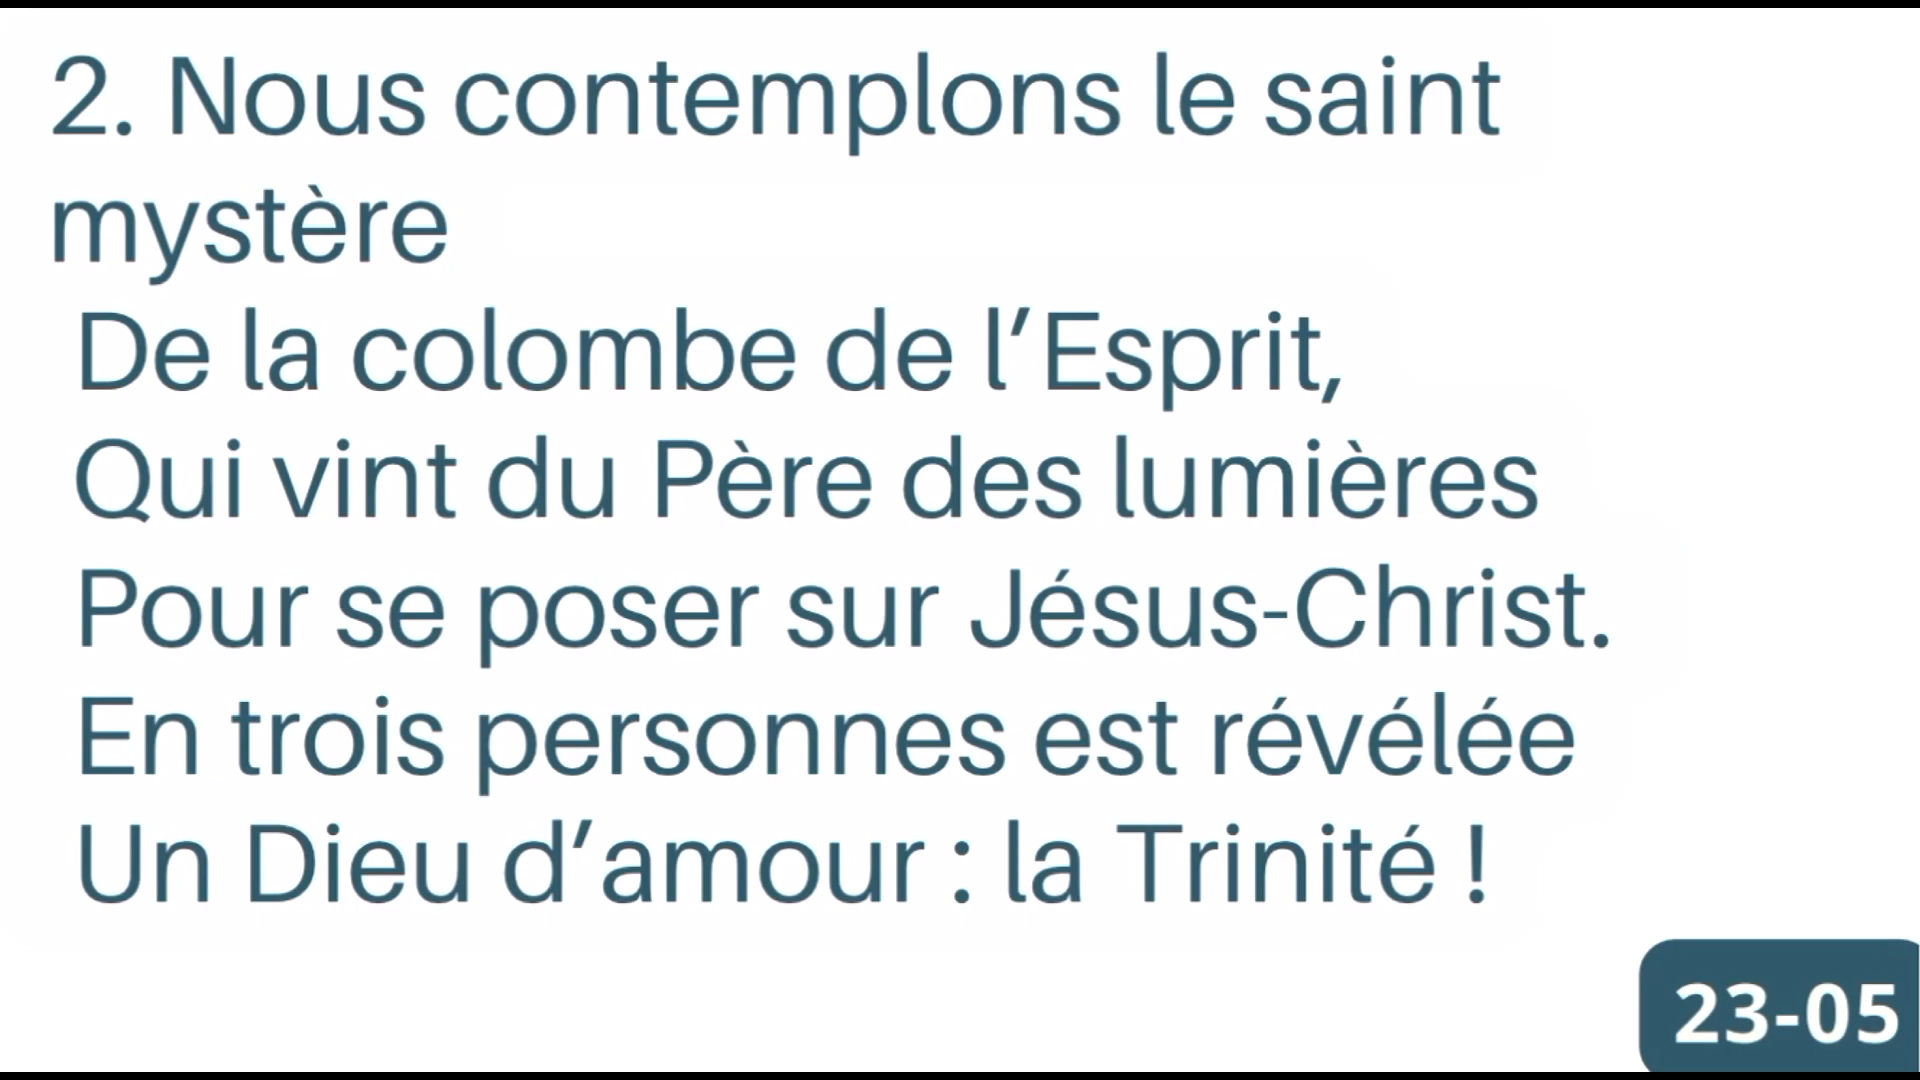 2. Nous contemplons le saint
mystère
De la colombe de l’Esprit,
Qui vint du Père des lumières
Pour se poser sur Jésus-Christ.
En trois personnes est révélée
Un Dieu d’amour : la Trinité !
23-05